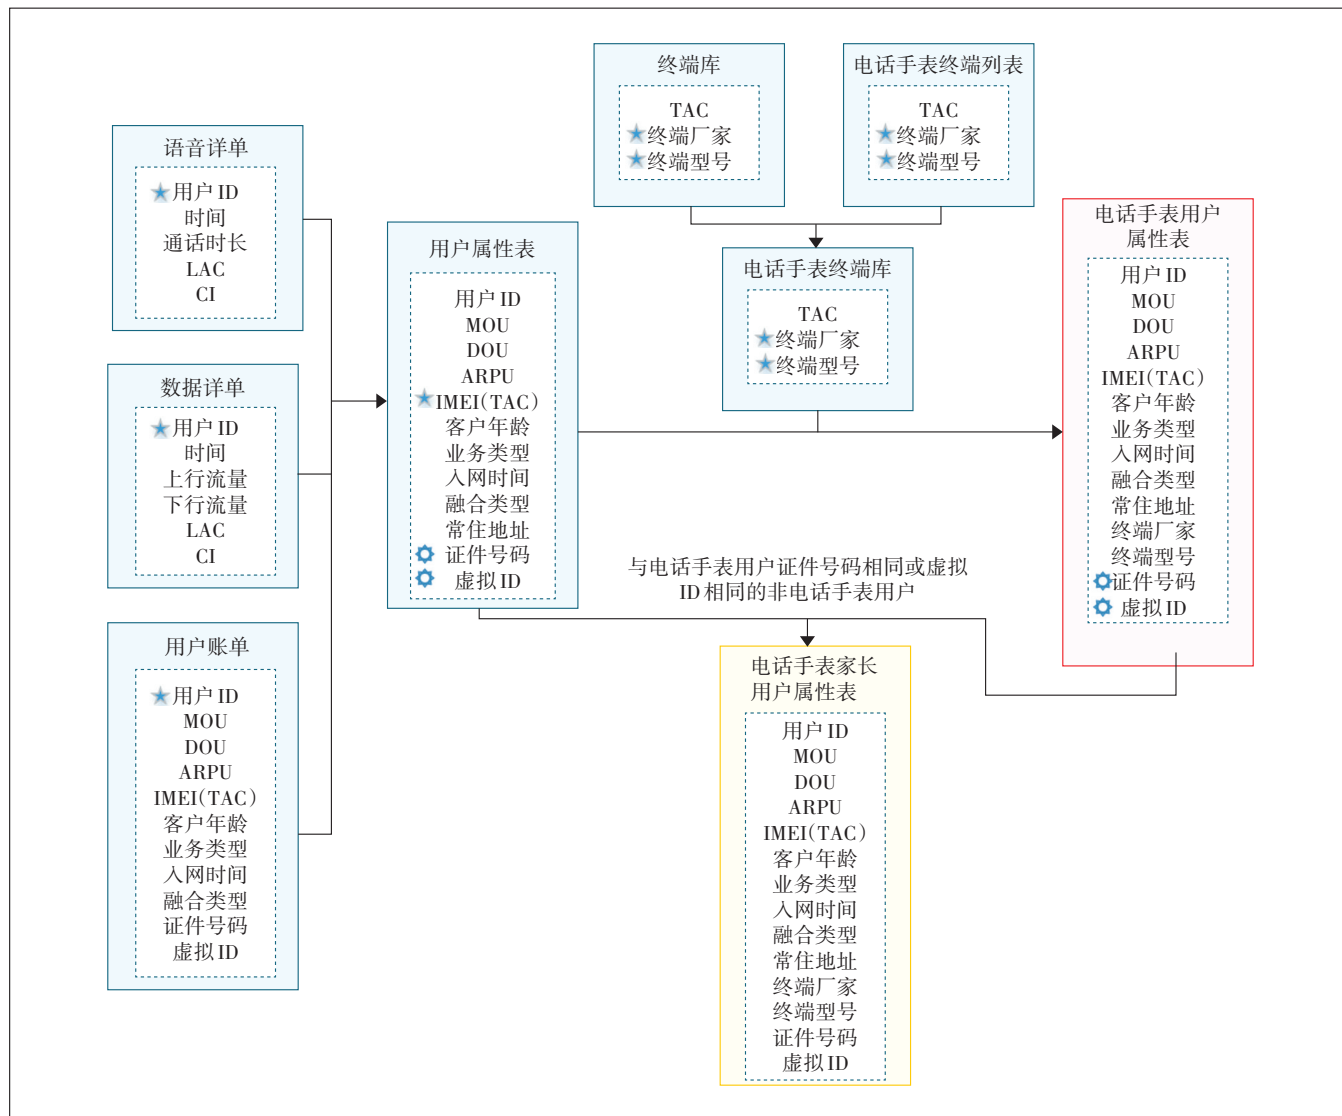 语音详单
用户ID
时间
通话时长
LAC
CI
数据详单
用户ID
时间
上行流量
下行流量
LAC
CI
用户账单
用户ID
MOU
DOU
ARPU
IMEI(TAC)
客户年龄
业务类型
入网时间
融合类型
证件号码
虚拟ID
用户属性表
用户ID
MOU
DOU
ARPU
IMEI(TAC)
客户年龄
业务类型
入网时间
融合类型
常住地址
证件号码
虚拟ID
终端库
TAC
终端厂家
终端型号
电话手表终端列表
TAC
终端厂家
终端型号
电话手表终端库
TAC
终端厂家
终端型号
与电话手表用户证件号码相同或虚拟
ID相同的非电话手表用户
电话手表家长
用户属性表
用户ID
MOU
DOU
ARPU
IMEI(TAC)
客户年龄
业务类型
入网时间
融合类型
常住地址
终端厂家
终端型号
证件号码
虚拟ID
电话手表用户
属性表
用户ID
MOU
DOU
ARPU
IMEI(TAC)
客户年龄
业务类型
入网时间
融合类型
常住地址
终端厂家
终端型号
证件号码
虚拟ID